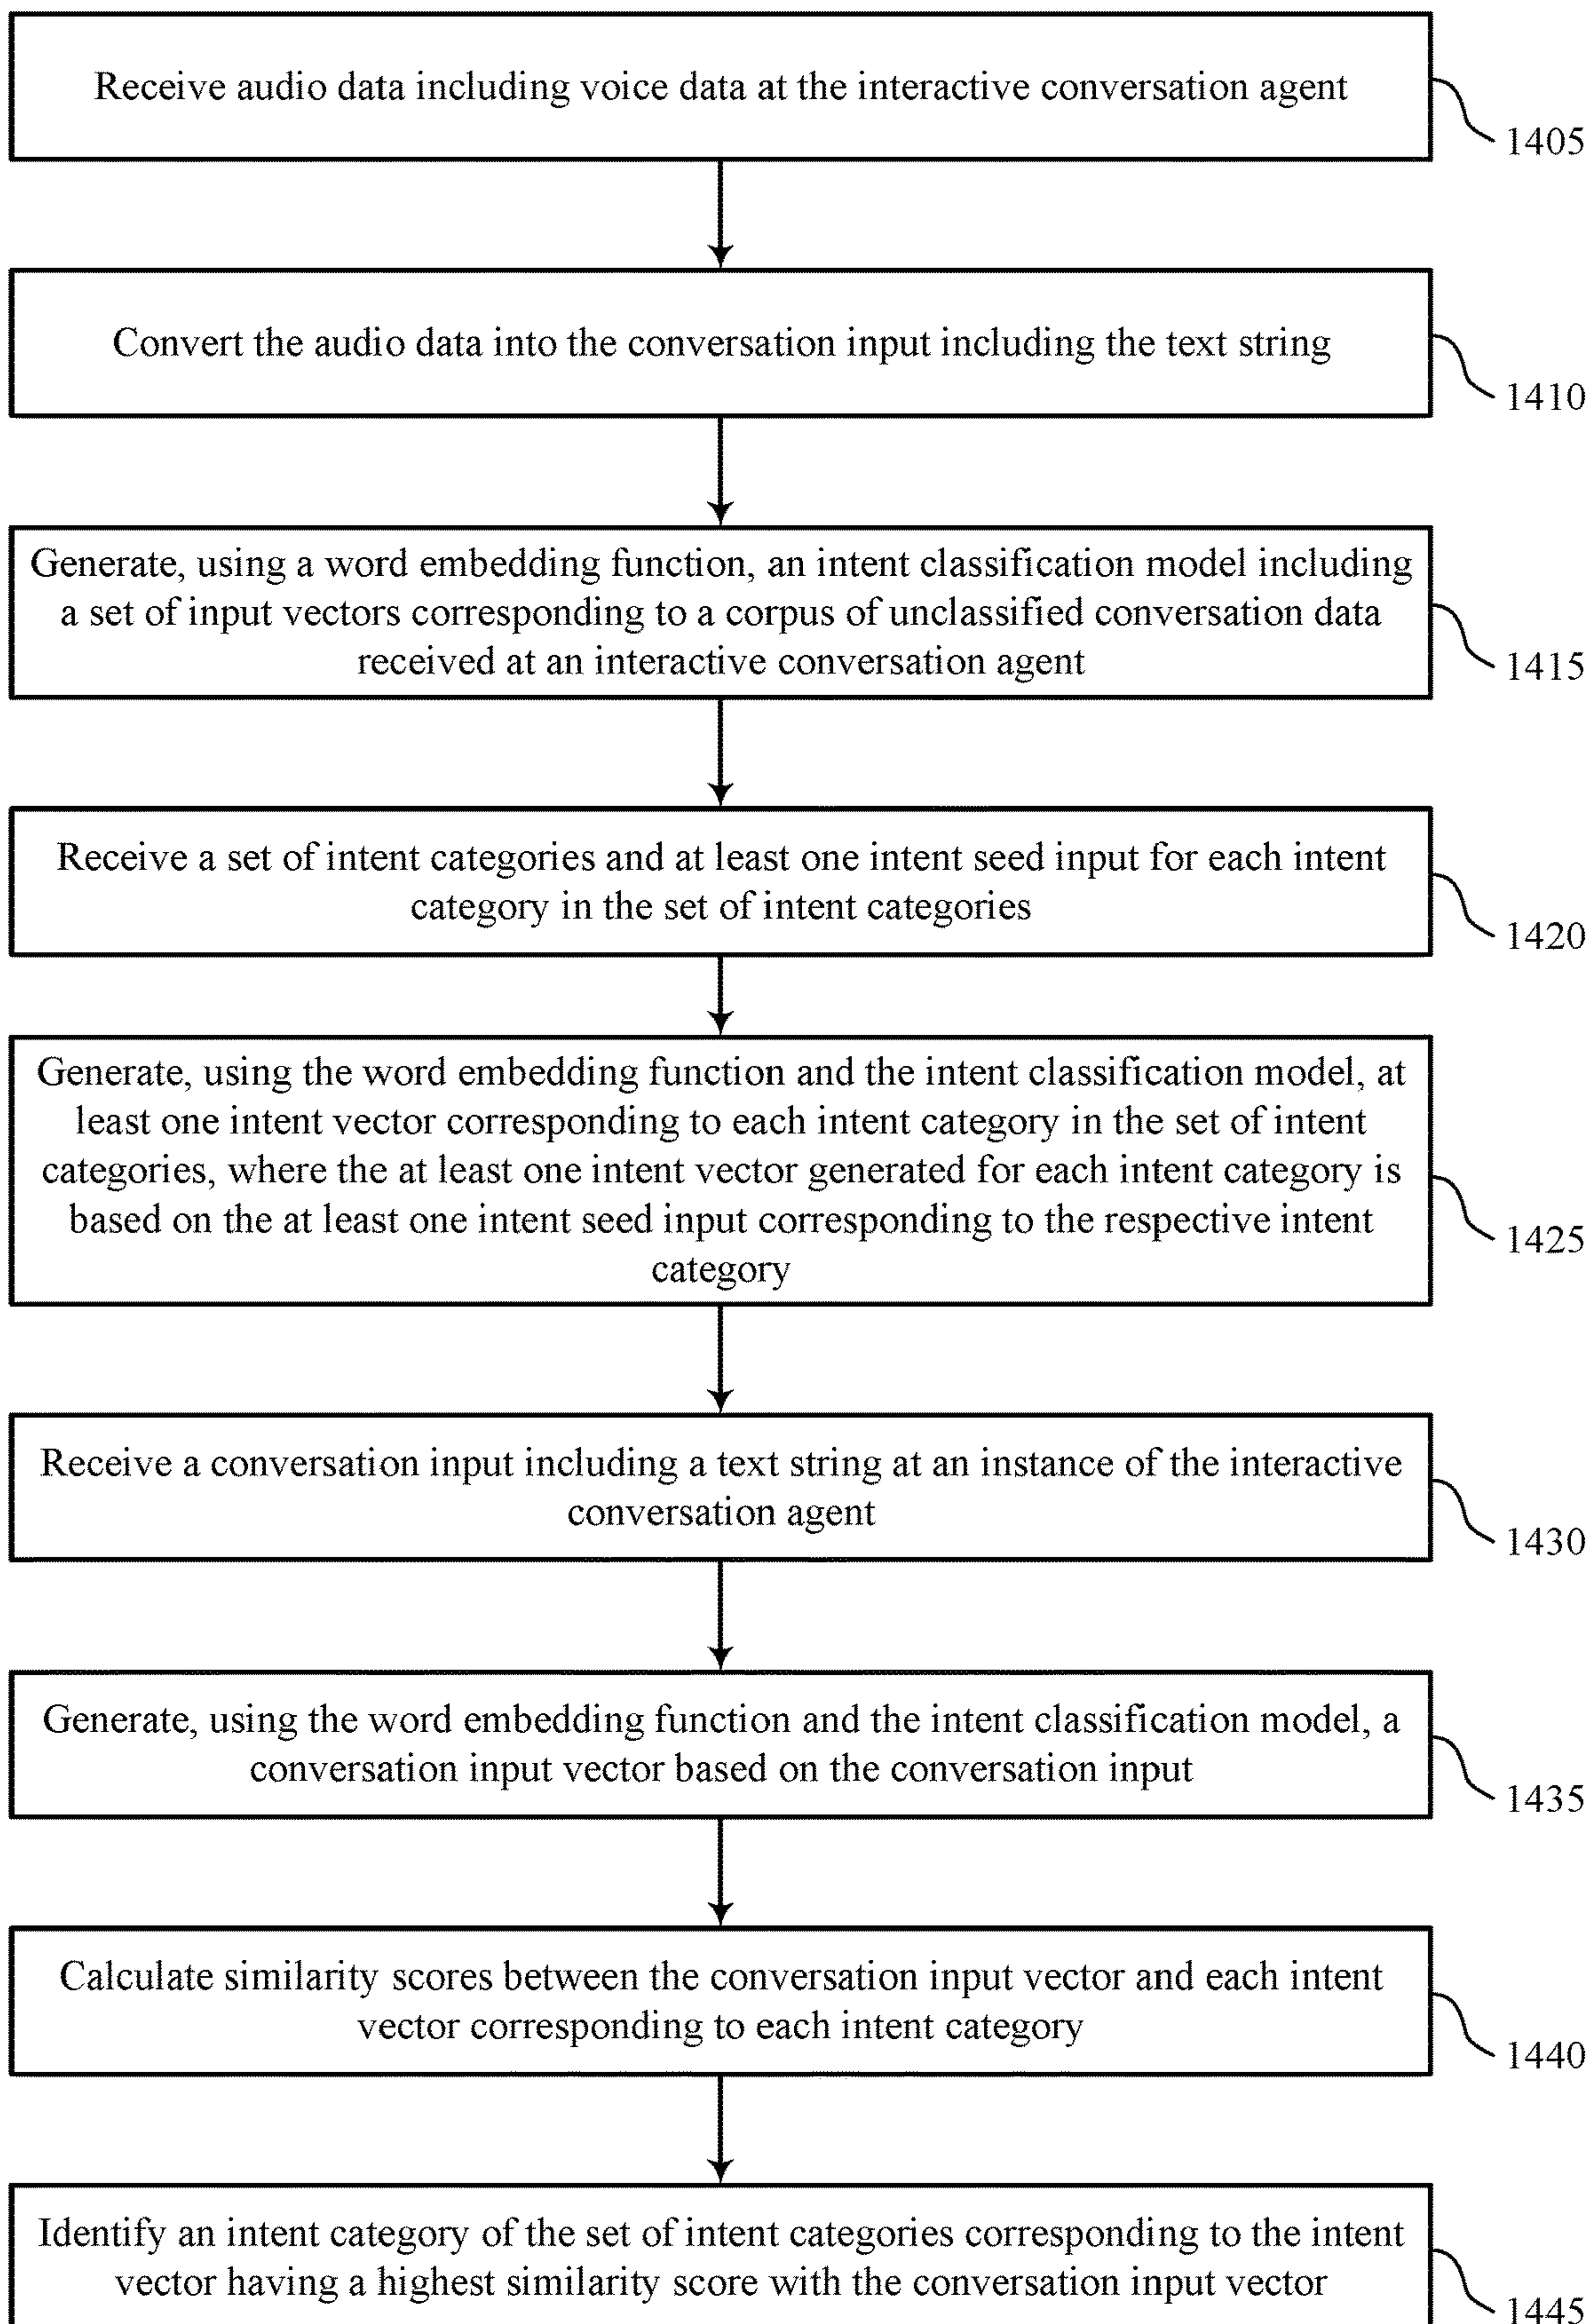 Receive audio data including voice data at the interactive conversation agent
1405
Convert the audio data into the conversation input including the text string
1410
Generate, using a word embedding function, an intent classification model including
a set of input vectors corresponding to a corpus of unclassified conversation data
received at an interactive conversation agent
1415
Receive a set of intent categories and at least one intent seed input for each intent
category in the set of intent categories
1420
Generate, using the word embedding function and the intent classification model, at
least one intent vector corresponding to each intent category in the set of intent
categories, where the at least one intent vector generated for each intent category is
based on the at least one intent seed input corresponding to the respective intent
category
1425
Receive a conversation input including a text string at an instance of the interactive
conversation agent
1430
Generate, using the word embedding function and the intent classification model, a
conversation input vector based on the conversation input
1435
Calculate similarity scores between the conversation input vector and each intent
vector corresponding to each intent category
1440
Identify an intent category of the set of intent categories corresponding to the intent
vector having a highest similarity score with the conversation input vector
1445